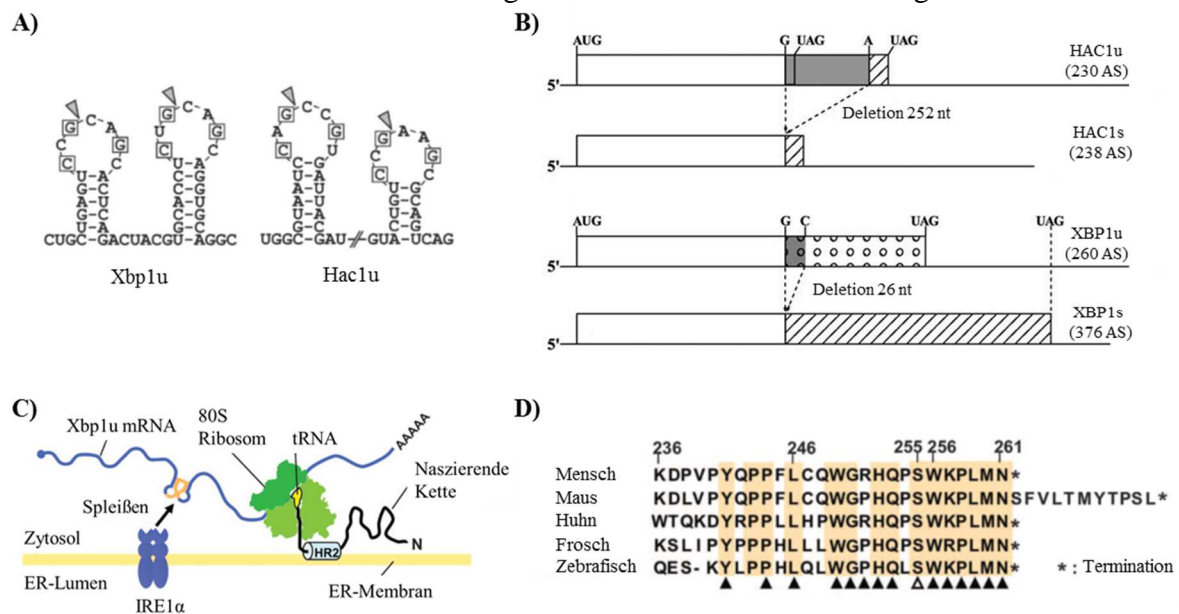 A)
CUGC-GACUACGU-AGGC
UGGC-GAU GUA-UCAG
Xbp1u
Hac1u
B)
AUG G UAG A UAG
5'
HAC1u
(230 AS)
Deletion 252 nt
5'
HAC1s
(238 AS)
AUG G C UAG UAG
5'
XBP1u
(260 AS)
Deletion 26 nt
5'
XBP1s
(376 AS)
C)
Xbp1u mRNA
80S
Ribosom
tRNA
AAAAA
Naszierende
Kette
Spleißen
N
HR2
Zytosol
ER-Lumen
IRE1α
ER-Membran
D)
236 246 255 256 261
Mensch KDPVPYQPPFLCQWGRHQPSWKPLMN*
Maus KDLVPYQPPFLCQWGPHQPSWKPLMNSFVLTMYTPSL*
Huhn WTQKDYRPPLLHPWGRHQLSWKPLMN*
Frosch KSLIPYPPPHLLLWGPHQLSWRPLMN*
Zebrafisch QES-KYLPPHLQLWGPHQLSWKPLMN*
* : Termination